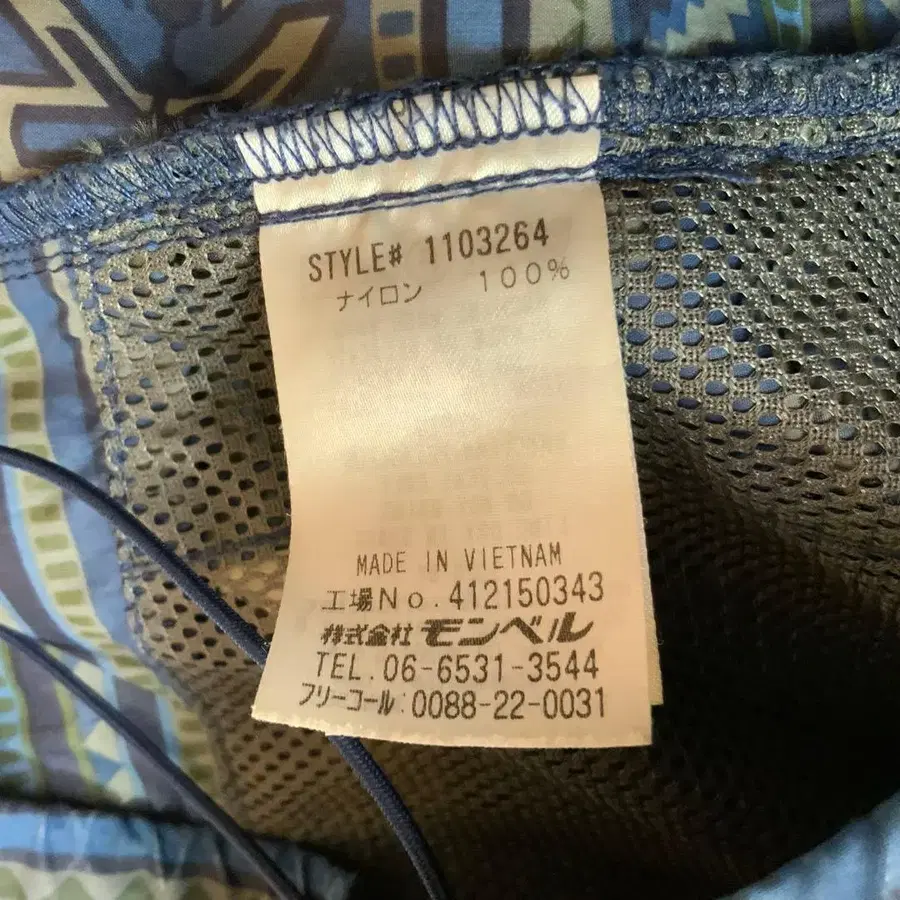 STYLE# 1103264
ナイロン 100%
MADE IN VIETNAM
工場No.412150343
株式会社 モンベル
TEL.06-6531-3544
フリーコール:0088-22-0031